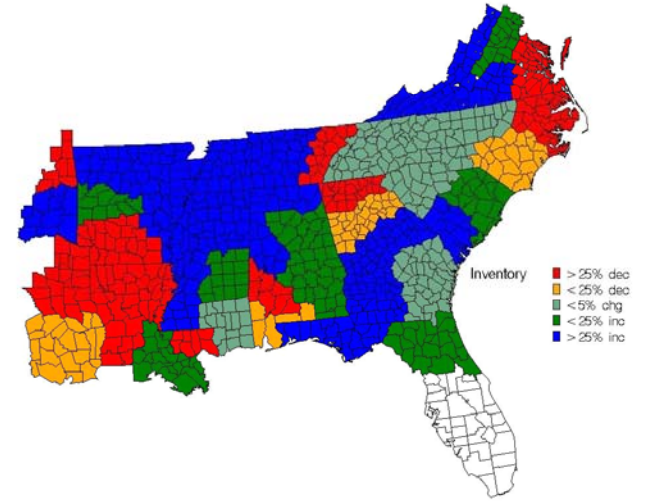 Inventory
> 25% dec
< 25% dec
< 5% chg
< 25% inc
> 25% inc